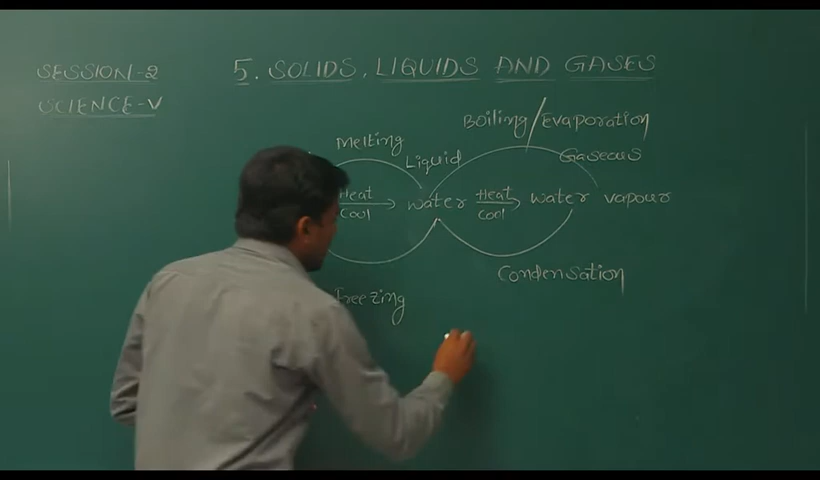 SESSION-2
SCIENCE-V
5. SOLIDS, LIQUIDS AND GASES
Boiling/Evaporation
Melting
Liquid
Gaseous
Heat
Cool
water
Heat
Cool
water vapour
Condensation
Freezing